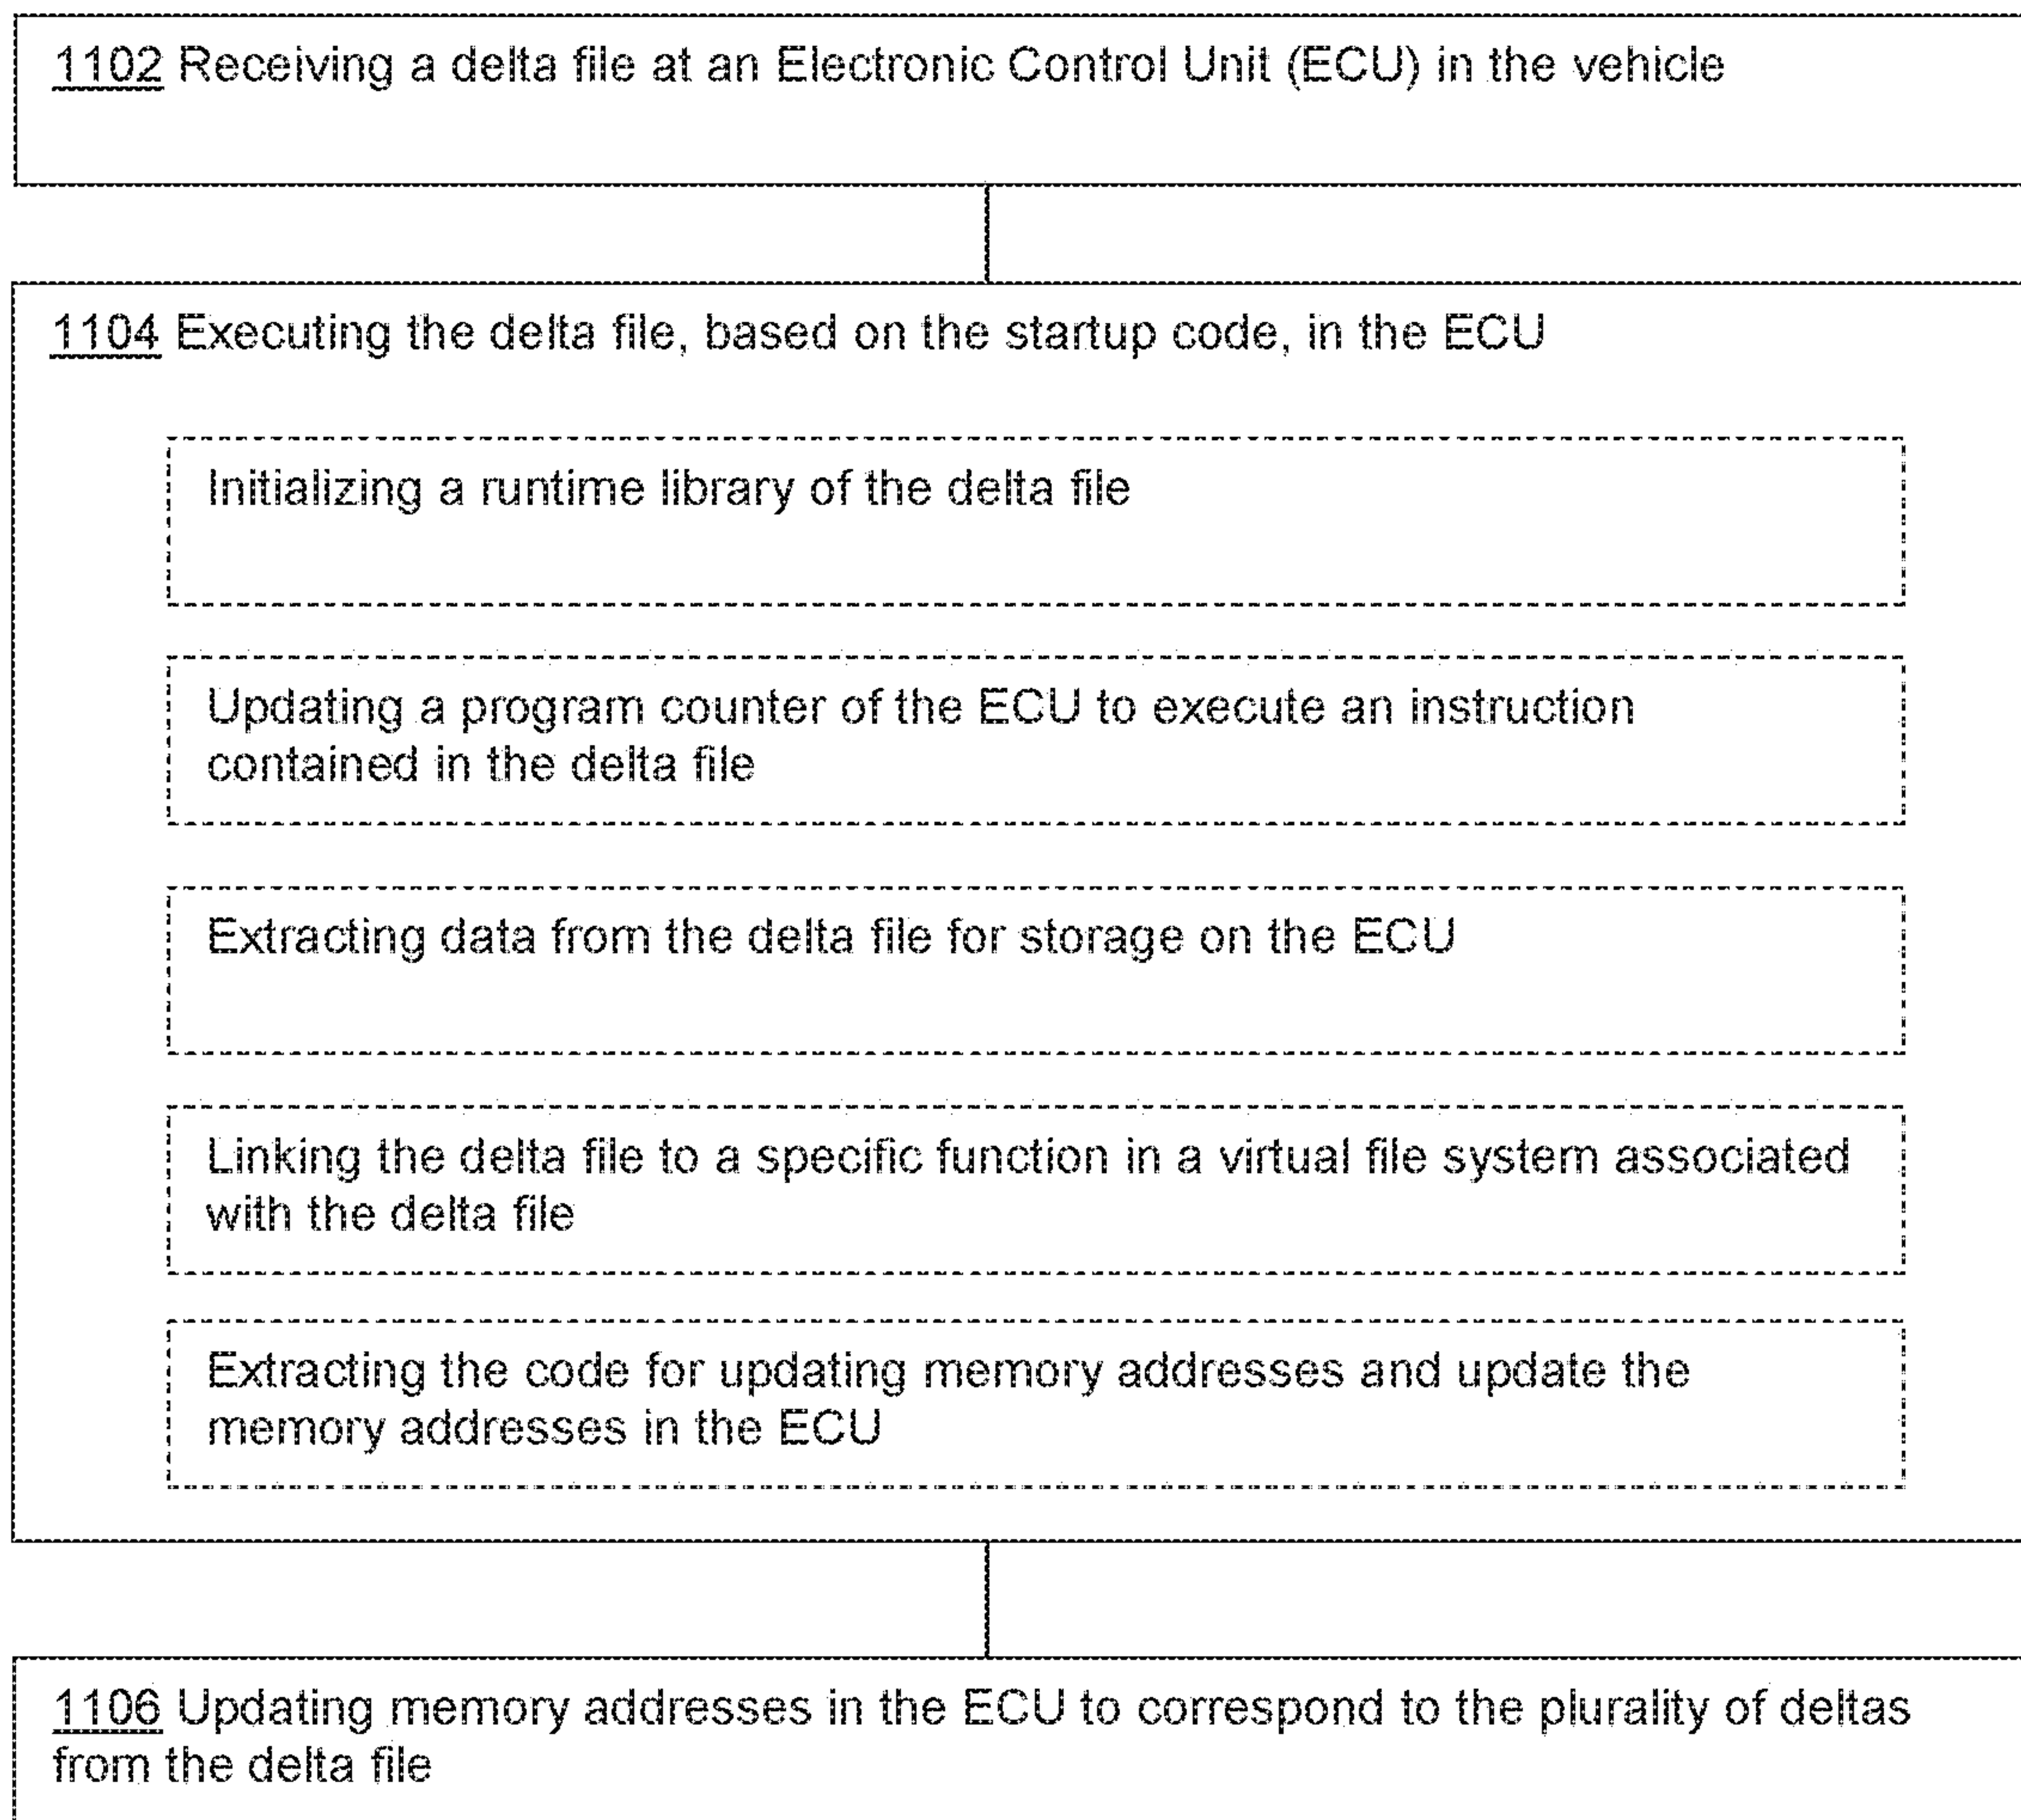 1102 Receiving a delta file at an Electronic Control Unit (ECU) in the vehicle
1104 Executing the delta file, based on the startup code, in the ECU
Initializing a runtime library of the delta file
Updating a program counter of the ECU to execute an instruction
contained in the delta file
Extracting data from the delta file for storage on the ECU
Linking the delta file to a specific function in a virtual file system associated
with the delta file
Extracting the code for updating memory addresses and update the
memory addresses in the ECU
1106 Updating memory addresses in the ECU to correspond to the plurality of deltas
from the delta file